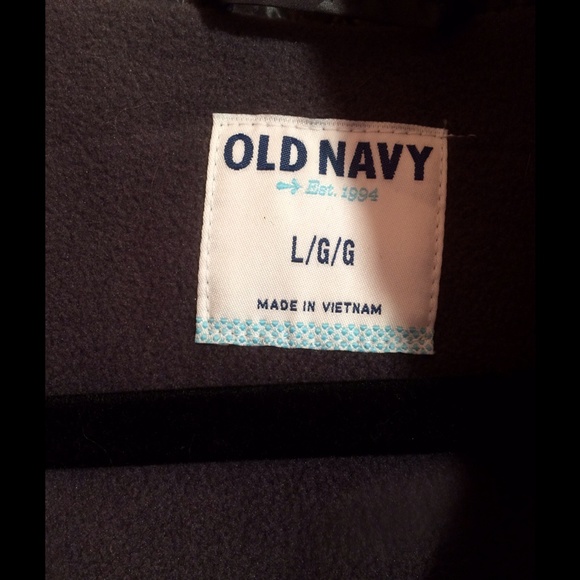 OLD NAVY
Est. 1994
L/G/G
MADE IN VIETNAM